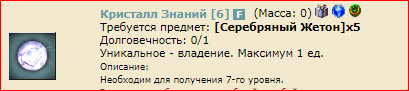 Кристалл Знаний [6] F (Масса: 0)
Требуется предмет: [Серебряный Жетон]x5
Долговечность: 0/1
Уникальное - владение. Максимум 1 ед.
Описание:
Необходим для получения 7-го уровня.